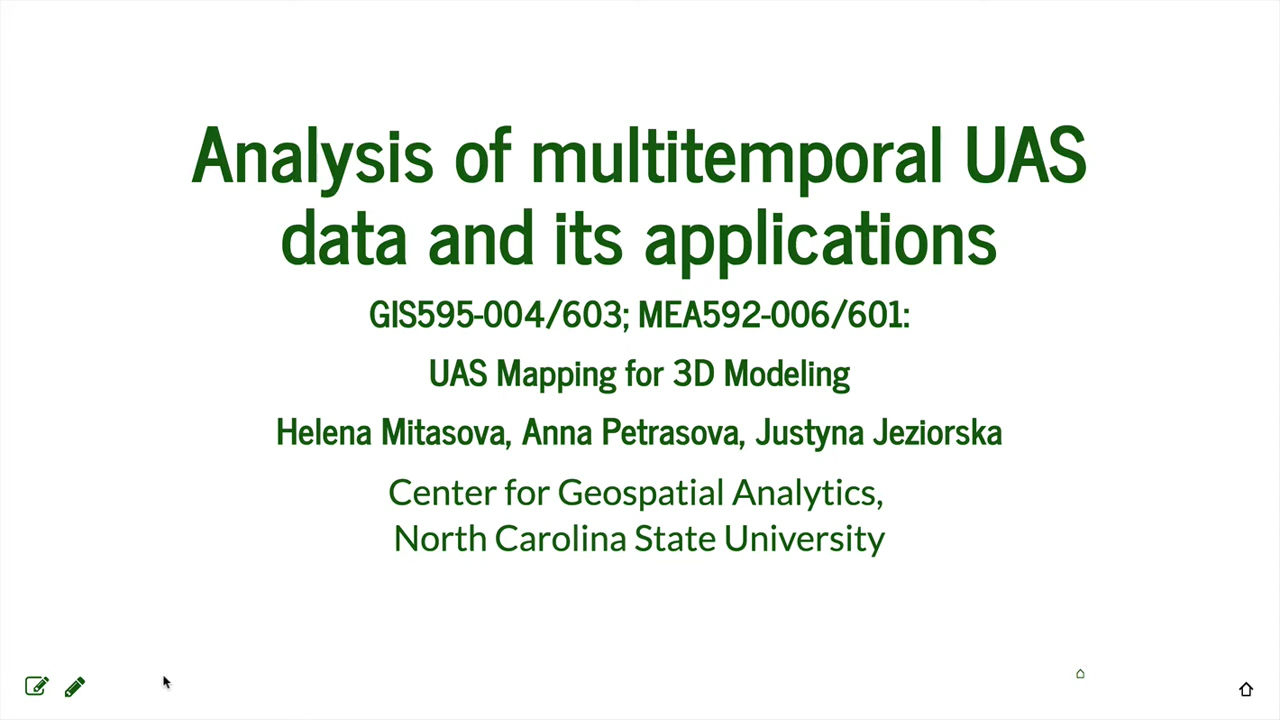 Analysis of multitemporal UAS
data and its applications
GIS595-004/603; MEA592-006/601:
UAS Mapping for 3D Modeling
Helena Mitasova, Anna Petrasova, Justyna Jeziorska
Center for Geospatial Analytics,
North Carolina State University